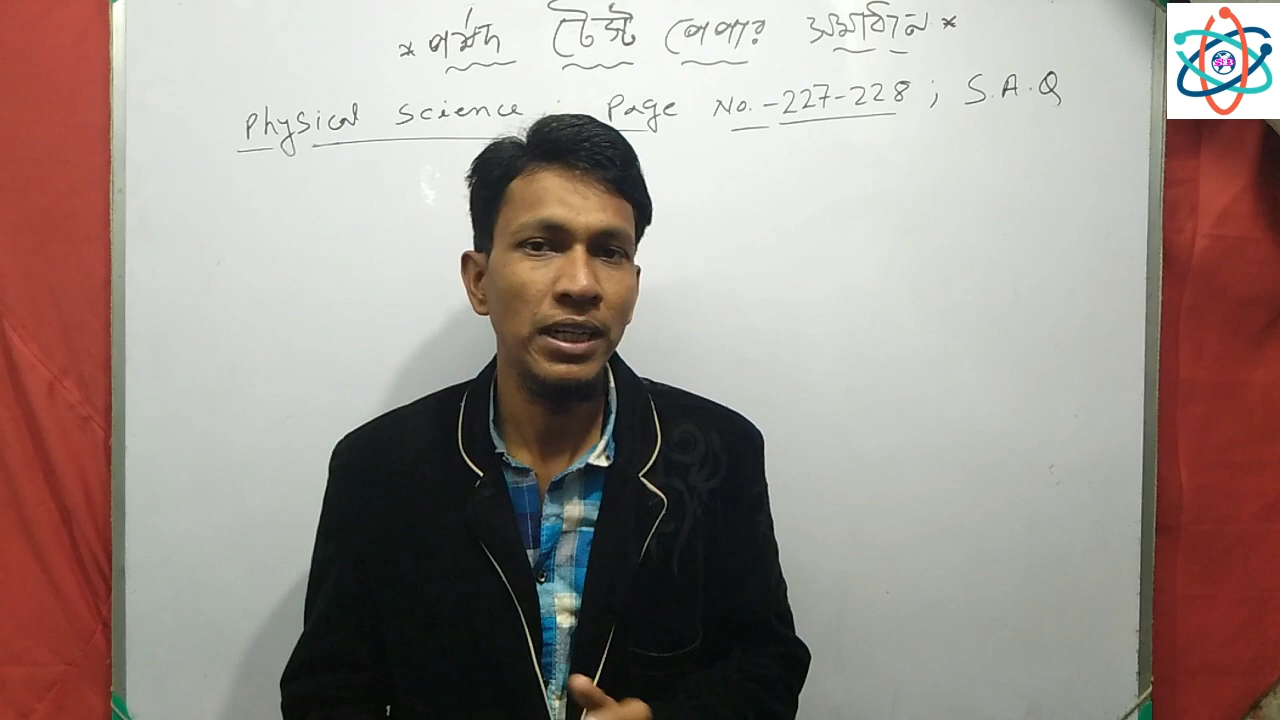 * পর্ষদ টেস্ট পেপার সমাধান *
Physical Science : Page No. - 227-228 ; S.A.Q